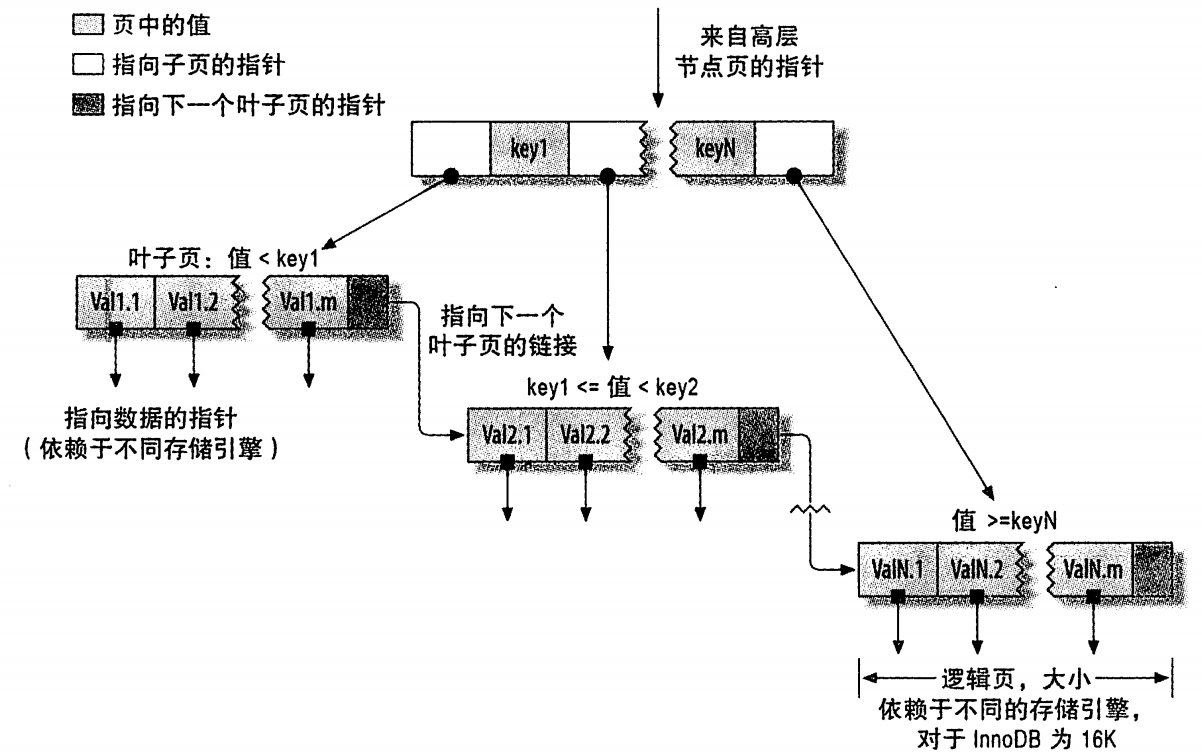 页中的值
指向子页的指针
指向下一个叶子页的指针
来自高层
节点页的指针
key1
keyN
叶子页：值 < key1
Val1.1
Val1.2
Val1.m
指向下一个
叶子页的链接
指向数据的指针
（依赖于不同存储引擎）
key1 <= 值 < key2
Val2.1
Val2.2
Val2.m
值 >=keyN
ValN.1
ValN.2
ValN.m
逻辑页，大小
依赖于不同的存储引擎，
对于 InnoDB 为 16K